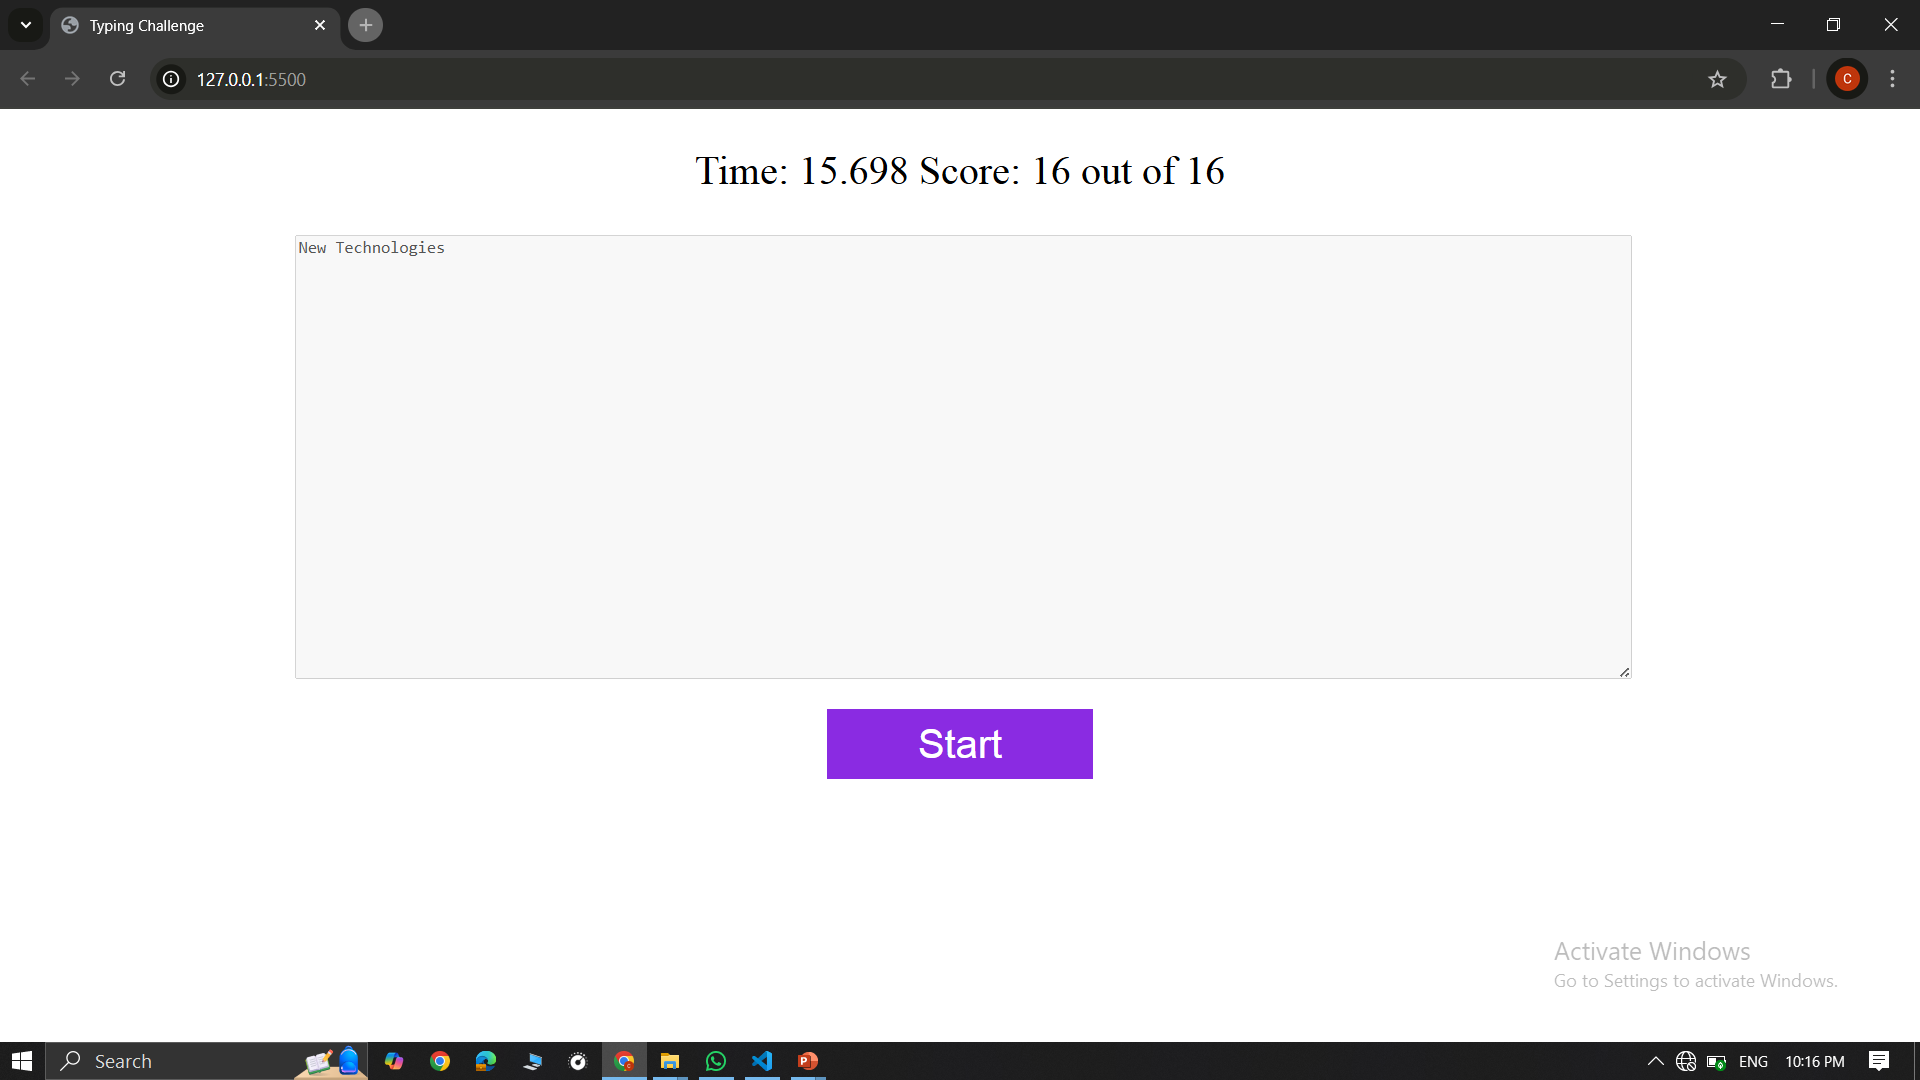 Typing Challenge
127.0.0.1:5500
C
Time: 15.698 Score: 16 out of 16
New Technologies
Start
Activate Windows
Go to Settings to activate Windows.
Search
ENG
10:16 PM